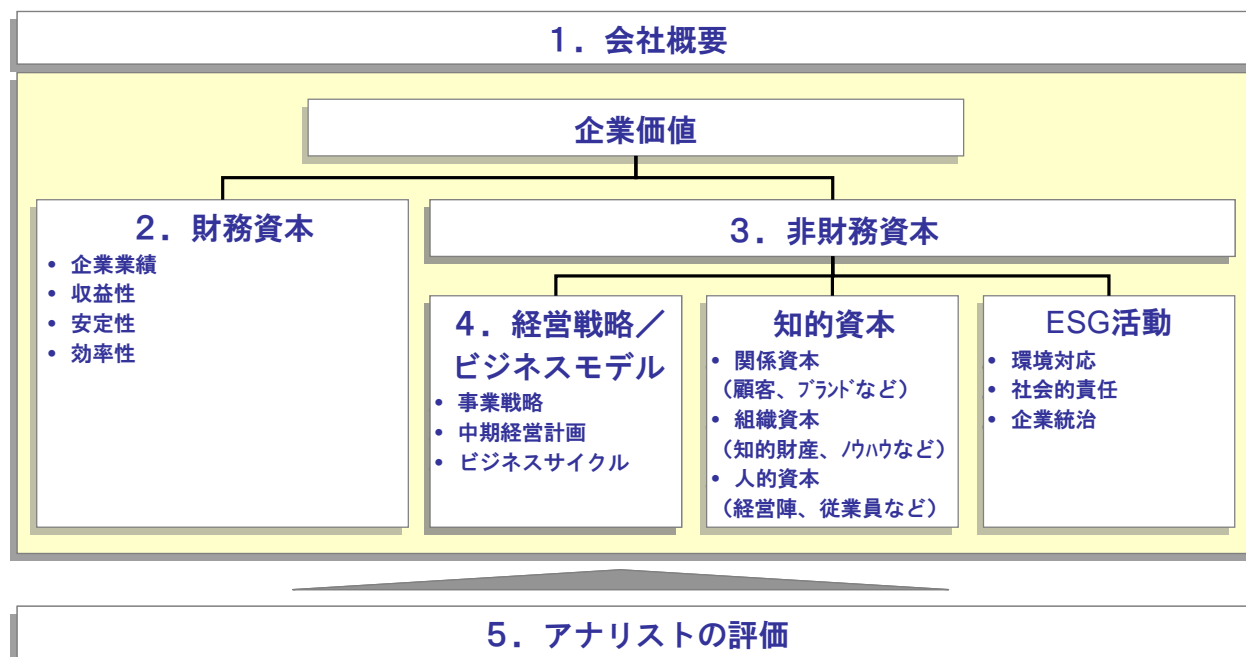 １．会社概要
企業価値
２．財務資本
• 企業業績
• 収益性
• 安定性
• 効率性
３．非財務資本
４．経営戦略／
ビジネスモデル
• 事業戦略
• 中期経営計画
• ビジネスサイクル
知的資本
• 関係資本
（顧客、ﾌﾞﾗﾝﾄﾞなど）
• 組織資本
（知的財産、ﾉｳﾊｳなど）
• 人的資本
（経営陣、従業員など）
ESG活動
• 環境対応
• 社会的責任
• 企業統治
５．アナリストの評価